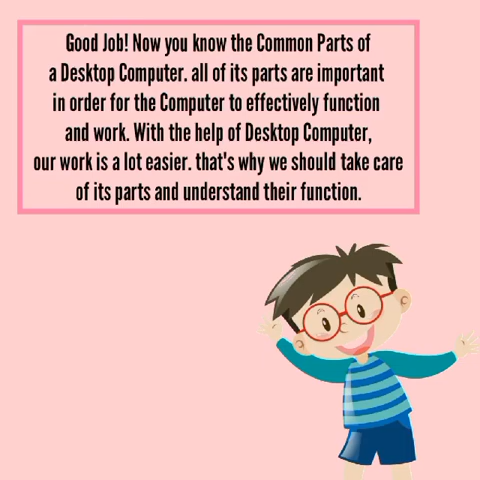 Good Job! Now you know the Common Parts of
a Desktop Computer. all of its parts are important
in order for the Computer to effectively function
and work. With the help of Desktop Computer,
our work is a lot easier. that's why we should take care
of its parts and understand their function.